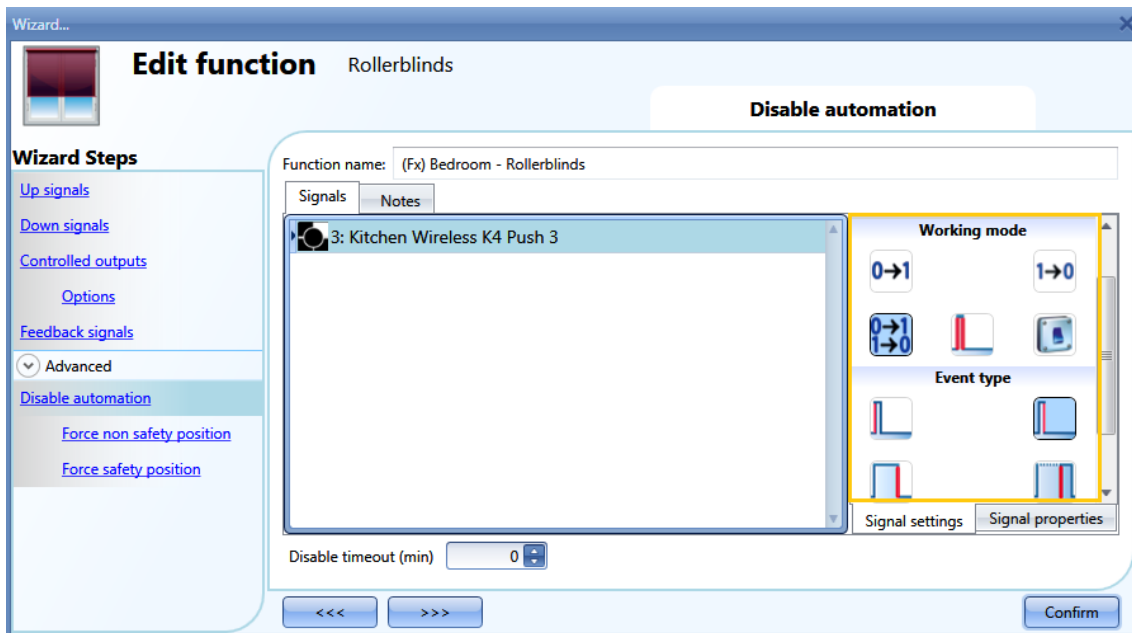 Wizard...
Edit function Rollerblinds
Disable automation
Wizard Steps
Up signals
Down signals
Controlled outputs
Options
Feedback signals
Advanced
Disable automation
Force non safety position
Force safety position
Function name: (Fx) Bedroom - Rollerblinds
Signals Notes
3: Kitchen Wireless K4 Push 3
Working mode
0→1 1→0
0→1
1→0
Event type
Signal settings Signal properties
Disable timeout (min) 0
<<< >>> Confirm